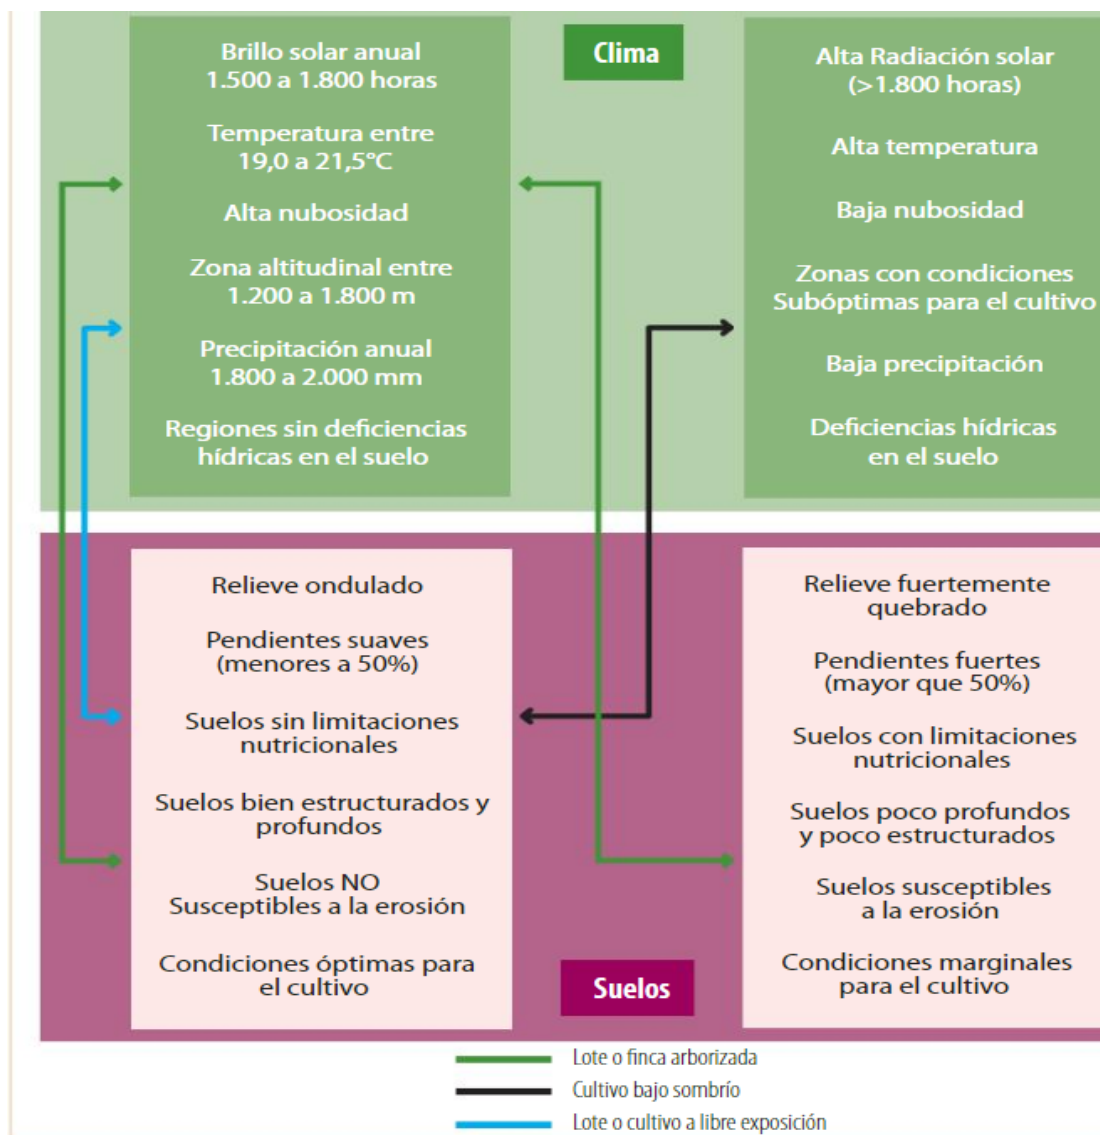 Clima
Brillo solar anual
1.500 a 1.800 horas
Temperatura entre
19,0 a 21,5°C
Alta nubosidad
Zona altitudinal entre
1.200 a 1.800 m
Precipitación anual
1.800 a 2.000 mm
Regiones sin deficiencias
hídricas en el suelo
Alta Radiación solar
(>1.800 horas)
Alta temperatura
Baja nubosidad
Zonas con condiciones
Subóptimas para el cultivo
Baja precipitación
Deficiencias hídricas
en el suelo
Relieve ondulado
Pendientes suaves
(menores a 50%)
Suelos sin limitaciones
nutricionales
Suelos bien estructurados y
profundos
Suelos NO
Susceptibles a la erosión
Condiciones óptimas para
el cultivo
Suelos
Relieve fuertemente
quebrado
Pendientes fuertes
(mayor que 50%)
Suelos con limitaciones
nutricionales
Suelos poco profundos
y poco estructurados
Suelos susceptibles
a la erosión
Condiciones marginales
para el cultivo
Lote o finca arborizada
Cultivo bajo sombrío
Lote o cultivo a libre exposición